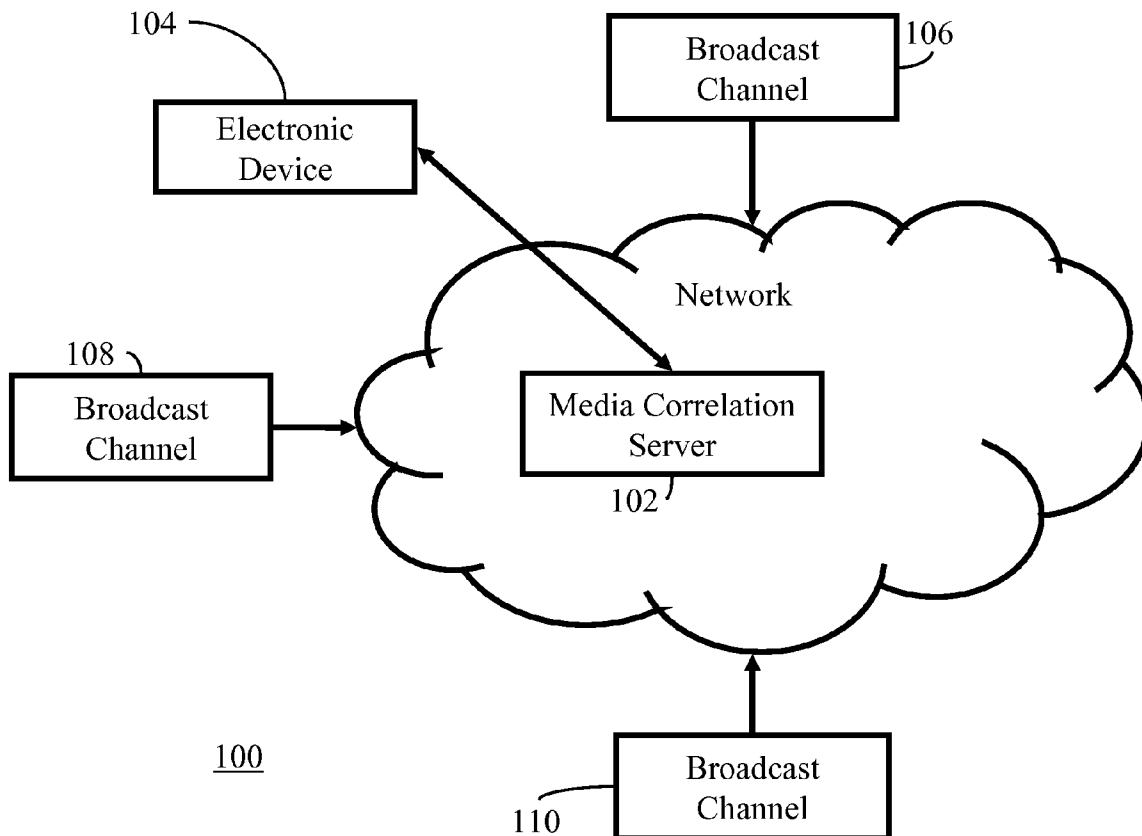 104
Broadcast
Channel
106
Electronic
Device
Network
108
Broadcast
Channel
Media Correlation
Server
102
100
Broadcast
Channel
110